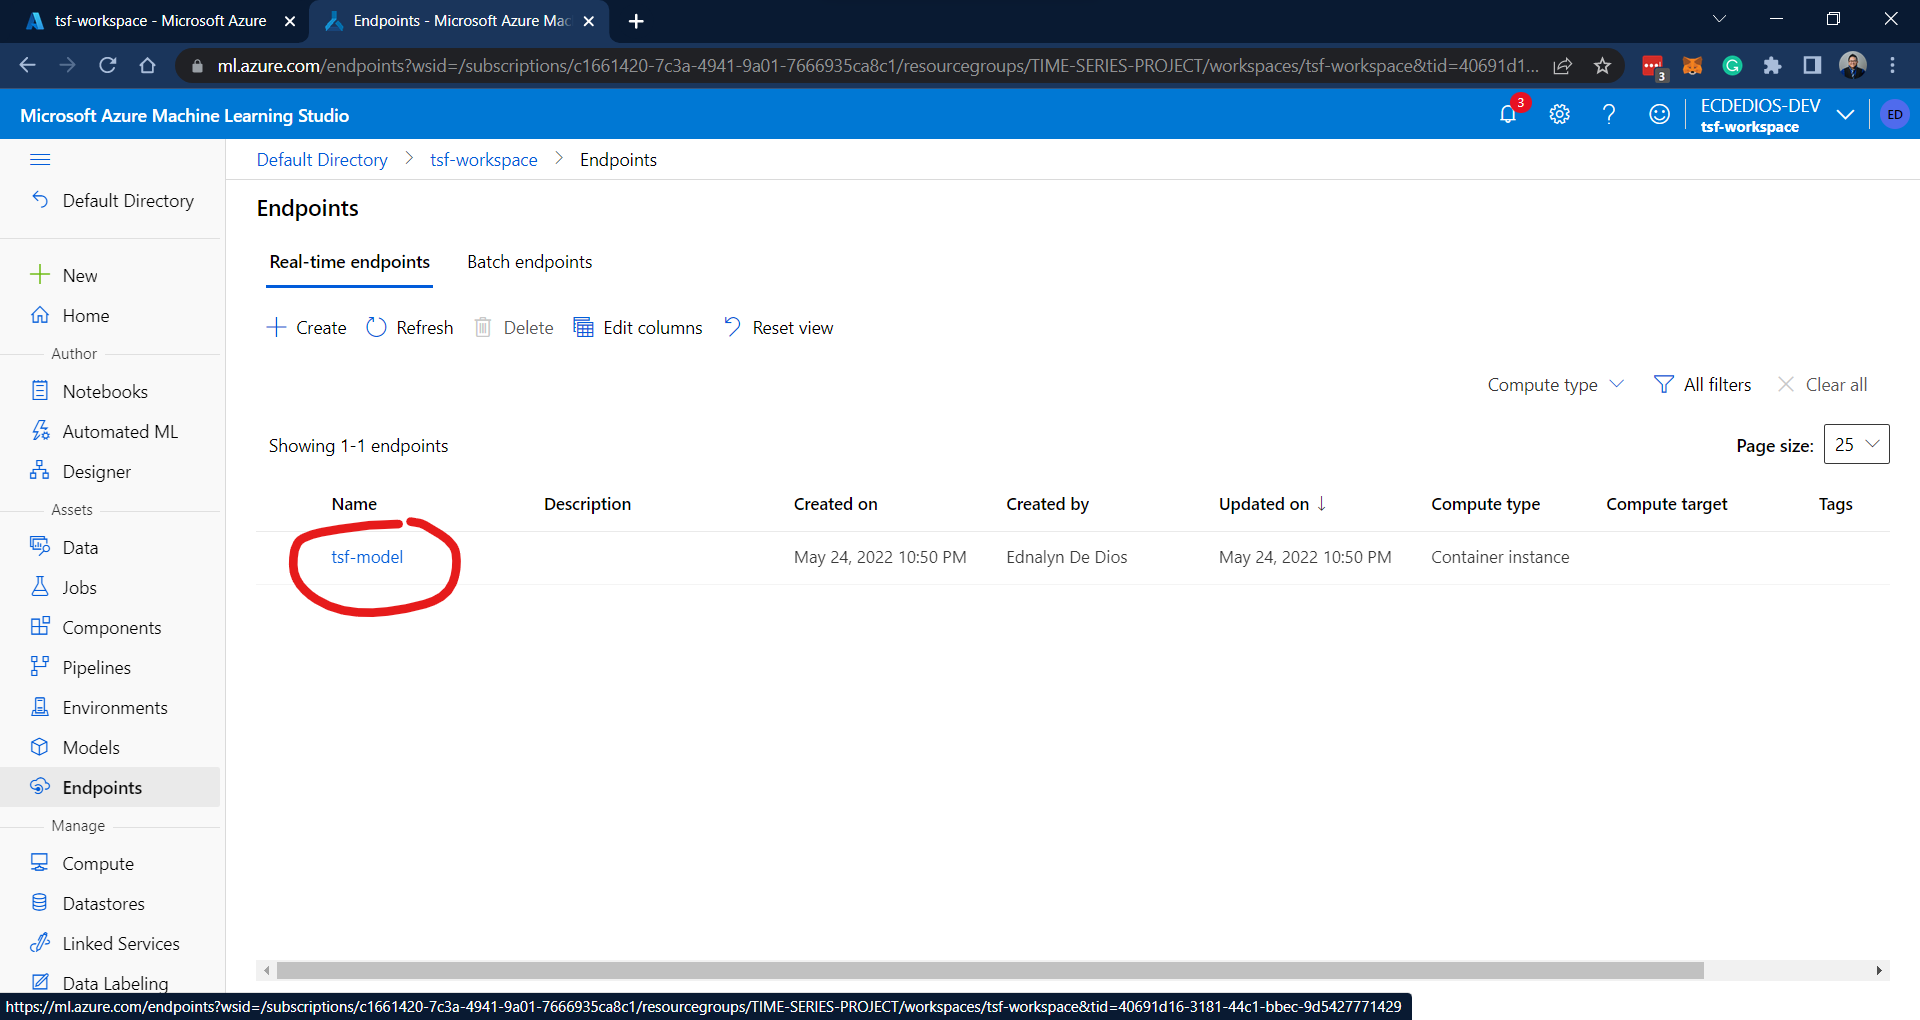 tsf-workspace - Microsoft Azure
Endpoints - Microsoft Azure Mac
ml.azure.com/endpoints?wsid=/subscriptions/c1661420-7c3a-4941-9a01-7666935ca8c1/resourcegroups/TIME-SERIES-PROJECT/workspaces/tsf-workspace&tid=40691d1...
3
Microsoft Azure Machine Learning Studio
3
ECDEDIOS-DEV
tsf-workspace
ED
Default Directory
tsf-workspace
Endpoints
Default Directory
New
Home
Author
Notebooks
Automated ML
Designer
Assets
Data
Jobs
Components
Pipelines
Environments
Models
Endpoints
Manage
Compute
Datastores
Linked Services
Data Labeling
Endpoints
Real-time endpoints
Batch endpoints
Create
Refresh
Delete
Edit columns
Reset view
Compute type
All filters
Clear all
Showing 1-1 endpoints
Page size:
25
Name Description Created on Created by Updated on ↓ Compute type Compute target Tags
tsf-model May 24, 2022 10:50 PM Ednalyn De Dios May 24, 2022 10:50 PM Container instance
https://ml.azure.com/endpoints?wsid=/subscriptions/c1661420-7c3a-4941-9a01-7666935ca8c1/resourcegroups/TIME-SERIES-PROJECT/workspaces/tsf-workspace&tid=40691d16-3181-44c1-bbec-9d5427771429